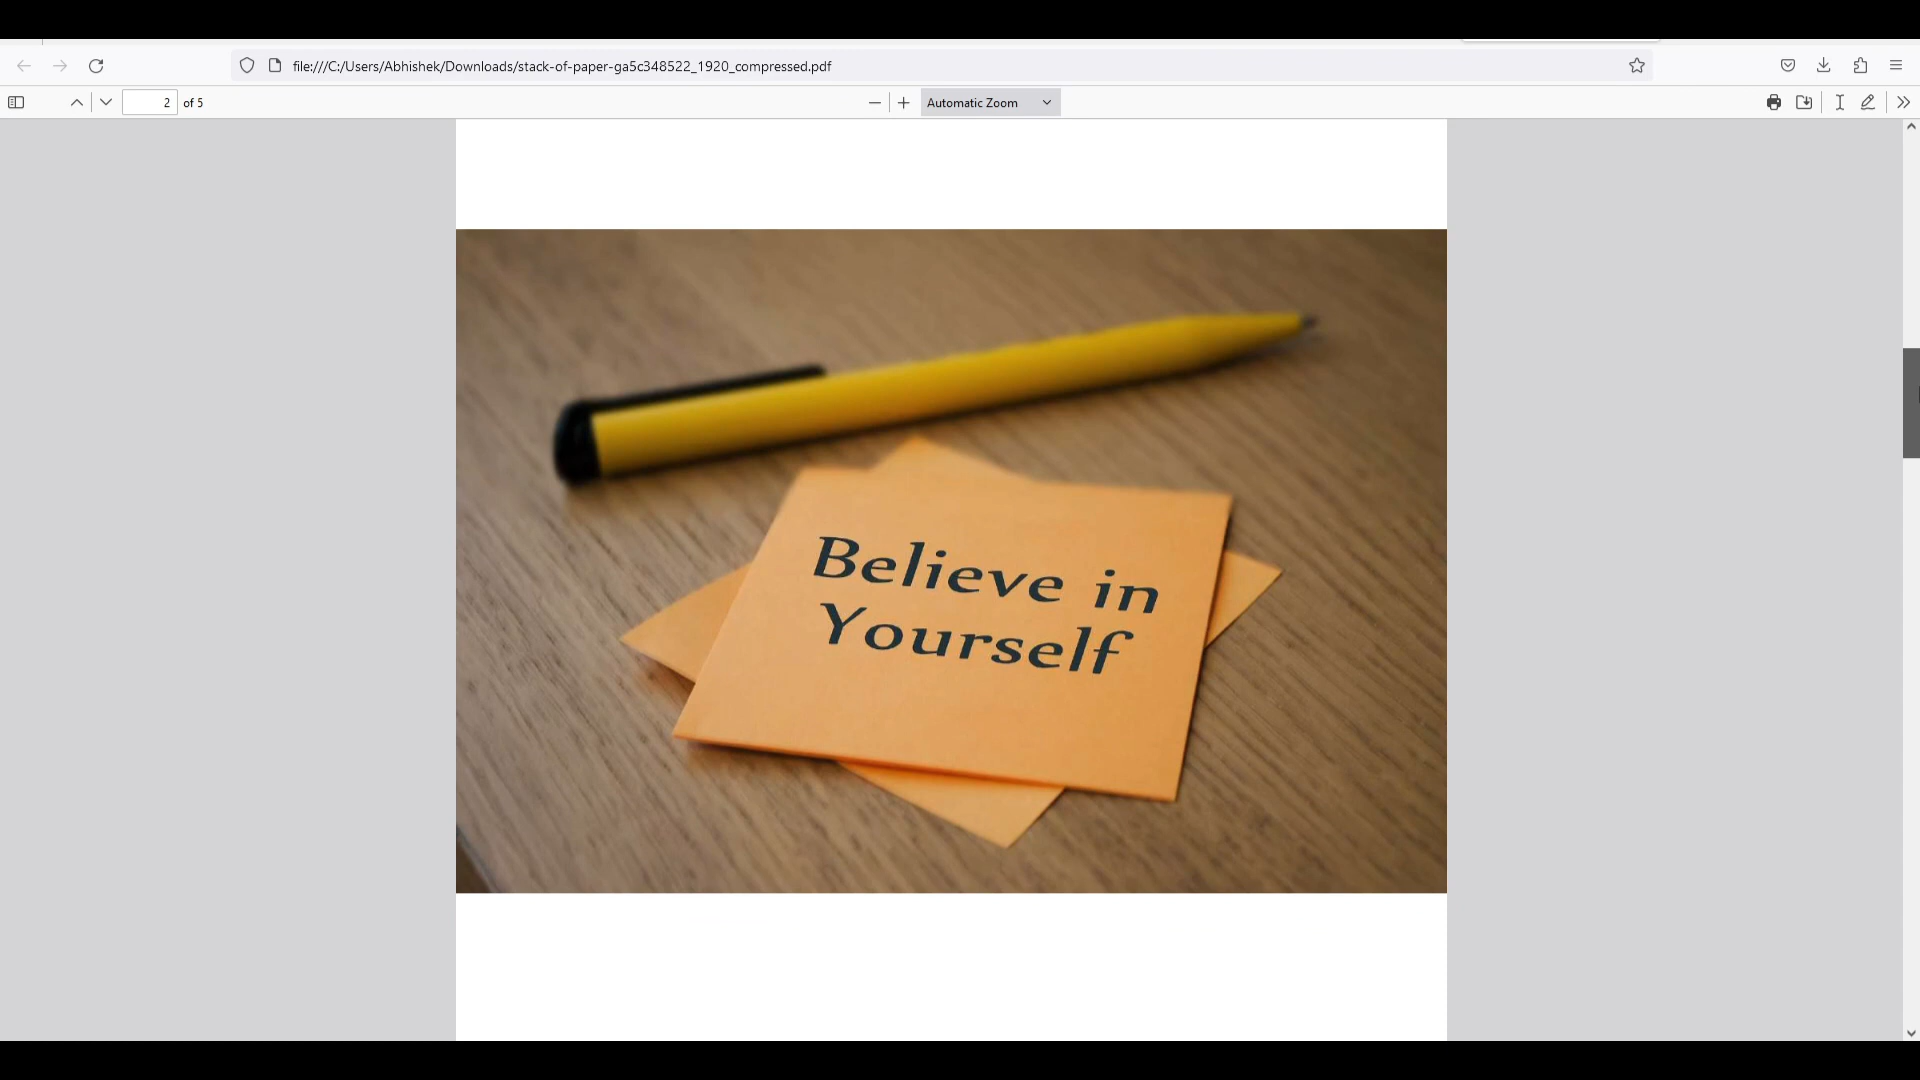 file:///C:/Users/Abhishek/Downloads/stack-of-paper-ga5c348522_1920_compressed.pdf
2 of 5
Automatic Zoom
Believe in
Yourself